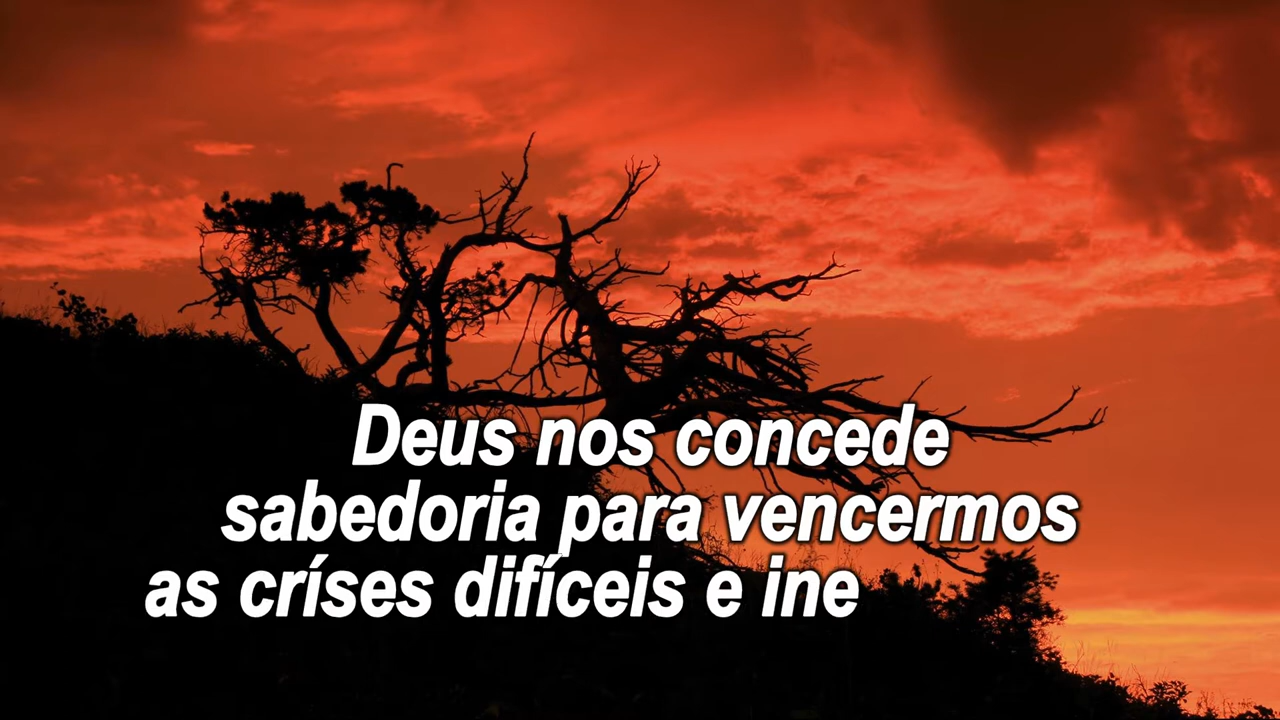 Deus nos concede
sabedoria para vencermos
as críses difíceis e ine